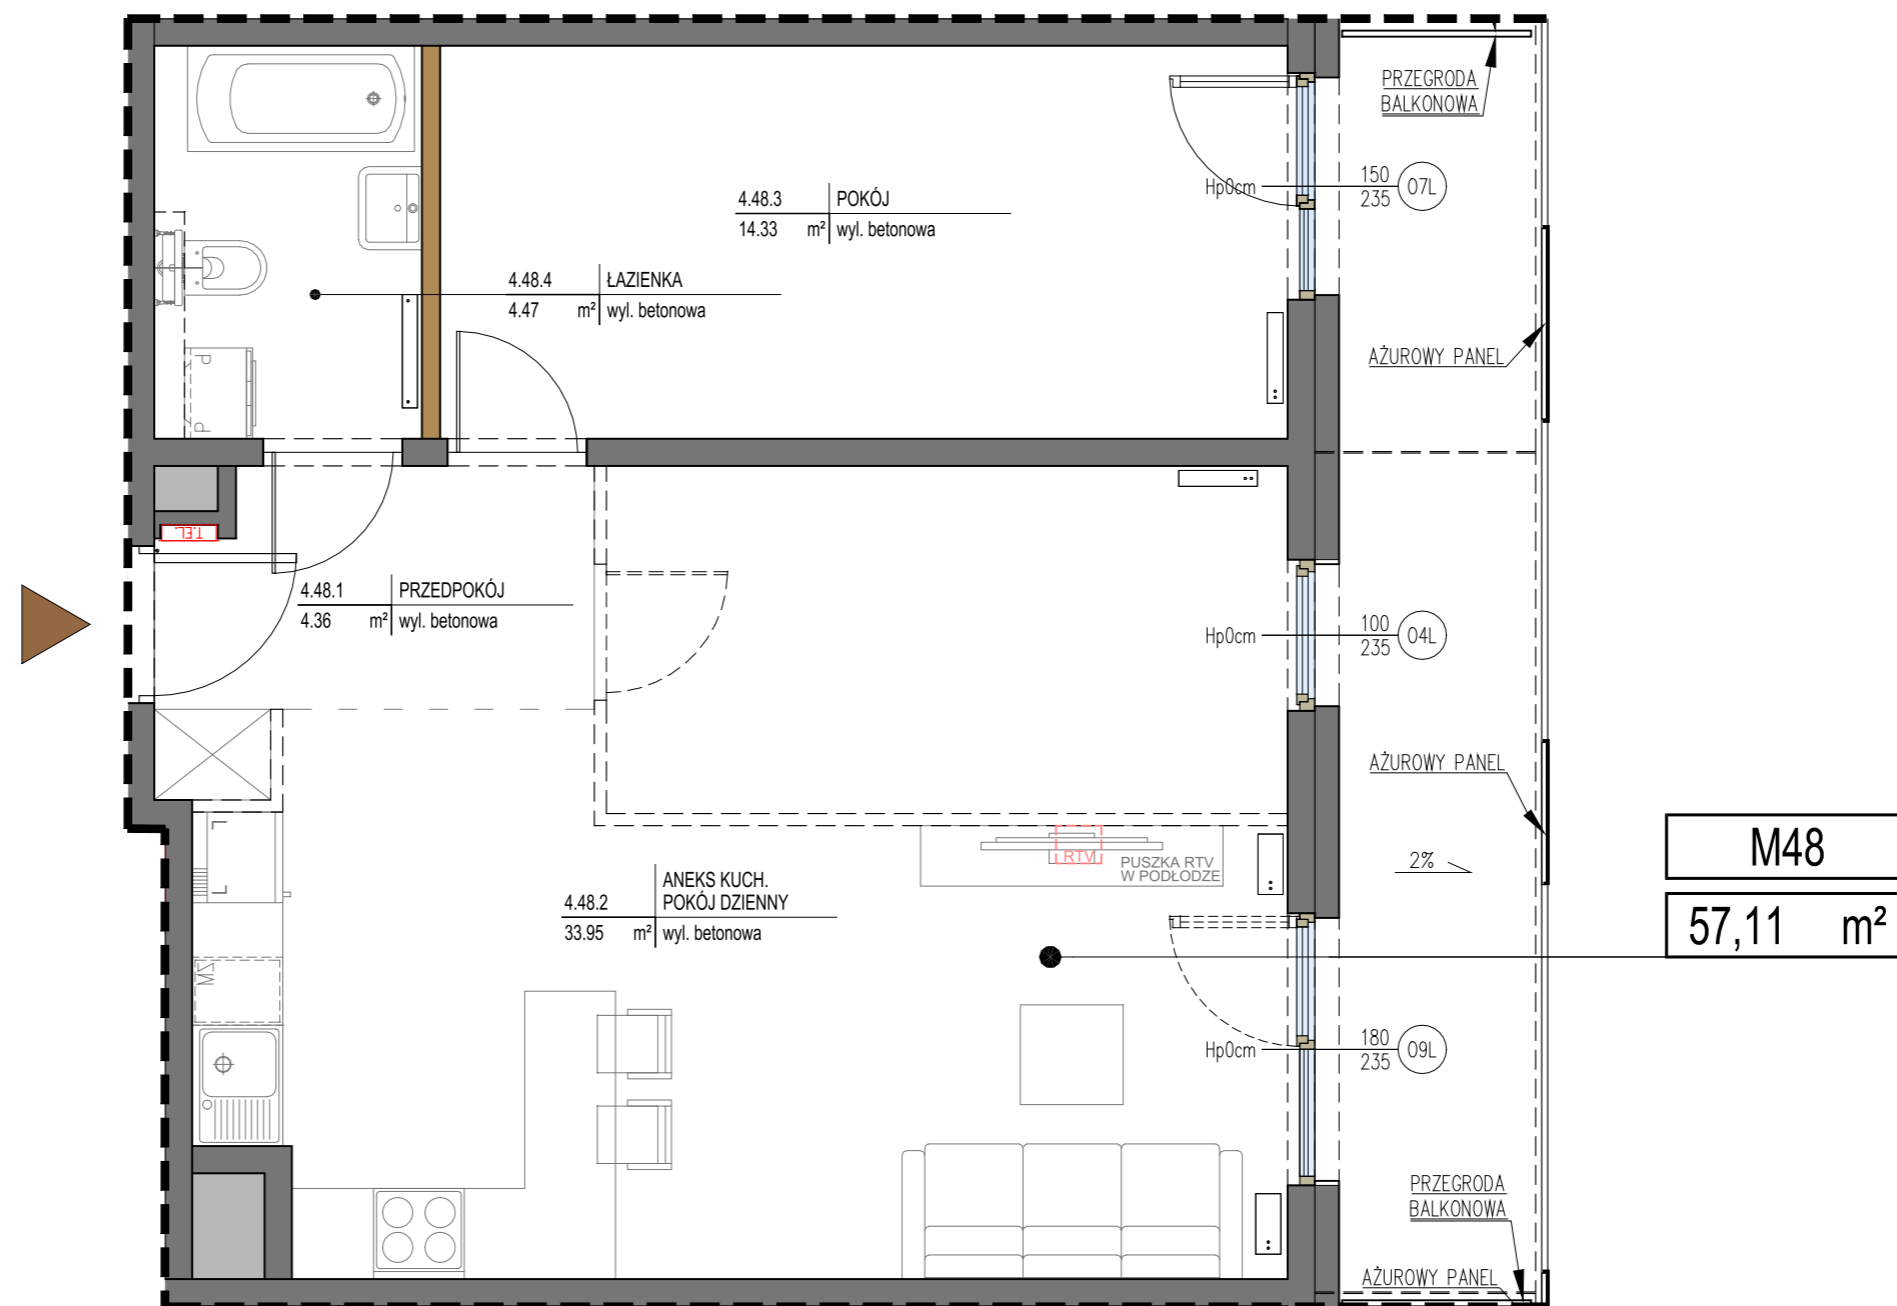 PRZEGRODA
BALKONOWA
4.48.3 POKÓJ
14.33 m² wyl. betonowa
Hp0cm 150 07L
235
4.48.4 ŁAZIENKA
4.47 m² wyl. betonowa
AŻUROWY PANEL
P
P
T.EL.
4.48.1 PRZEDPOKÓJ
4.36 m² wyl. betonowa
Hp0cm 100 04L
235
AŻUROWY PANEL
M48
2%
RTV
PUSZKA RTV
W PODŁODZE
ANEKS KUCH.
4.48.2 POKÓJ DZIENNY
33.95 m² wyl. betonowa
57,11 m²
ZM
Hp0cm 180 09L
235
PRZEGRODA
BALKONOWA
AŻUROWY PANEL